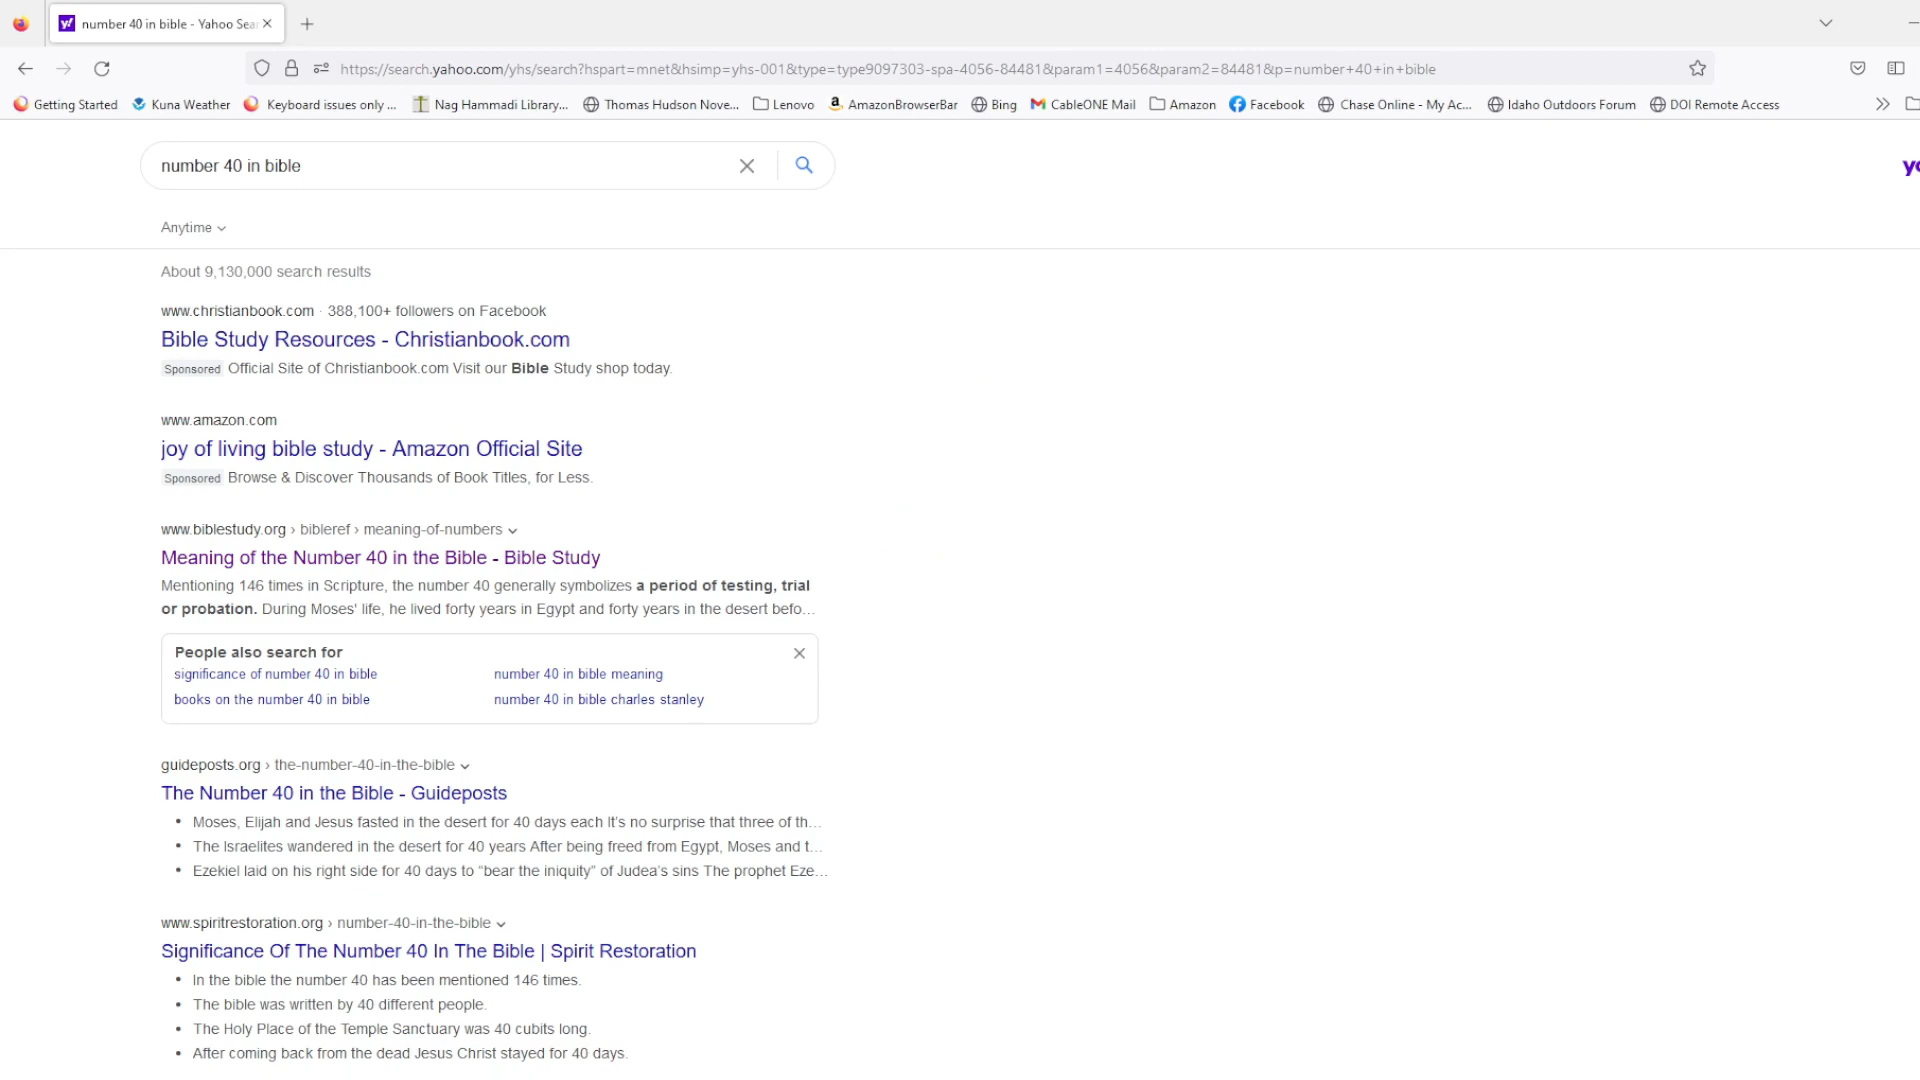 number 40 in bible - Yahoo Sea
https://search.yahoo.com/yhs/search?hspart=mnet&hsimp=yhs-001&type=type9097303-spa-4056-84481&param1=4056&param2=84481&p=number+40+in+bible
Getting Started Kuna Weather Keyboard issues only ... Nag Hammadi Library... Thomas Hudson Nove... Lenovo AmazonBrowserBar Bing CableONE Mail Amazon Facebook Chase Online - My Ac... Idaho Outdoors Forum DOI Remote Access
number 40 in bible
Anytime
About 9,130,000 search results
www.christianbook.com · 388,100+ followers on Facebook
Bible Study Resources - Christianbook.com
Sponsored Official Site of Christianbook.com Visit our Bible Study shop today.
www.amazon.com
joy of living bible study - Amazon Official Site
Sponsored Browse & Discover Thousands of Book Titles, for Less.
www.biblestudy.org › bibleref › meaning-of-numbers
Meaning of the Number 40 in the Bible - Bible Study
Mentioning 146 times in Scripture, the number 40 generally symbolizes a period of testing, trial
or probation. During Moses' life, he lived forty years in Egypt and forty years in the desert befo...
People also search for
significance of number 40 in bible number 40 in bible meaning
books on the number 40 in bible number 40 in bible charles stanley
guideposts.org › the-number-40-in-the-bible
The Number 40 in the Bible - Guideposts
• Moses, Elijah and Jesus fasted in the desert for 40 days each It's no surprise that three of th...
• The Israelites wandered in the desert for 40 years After being freed from Egypt, Moses and t...
• Ezekiel laid on his right side for 40 days to “bear the iniquity” of Judea's sins The prophet Eze...
www.spiritrestoration.org › number-40-in-the-bible
Significance Of The Number 40 In The Bible | Spirit Restoration
• In the bible the number 40 has been mentioned 146 times.
• The bible was written by 40 different people.
• The Holy Place of the Temple Sanctuary was 40 cubits long.
• After coming back from the dead Jesus Christ stayed for 40 days.